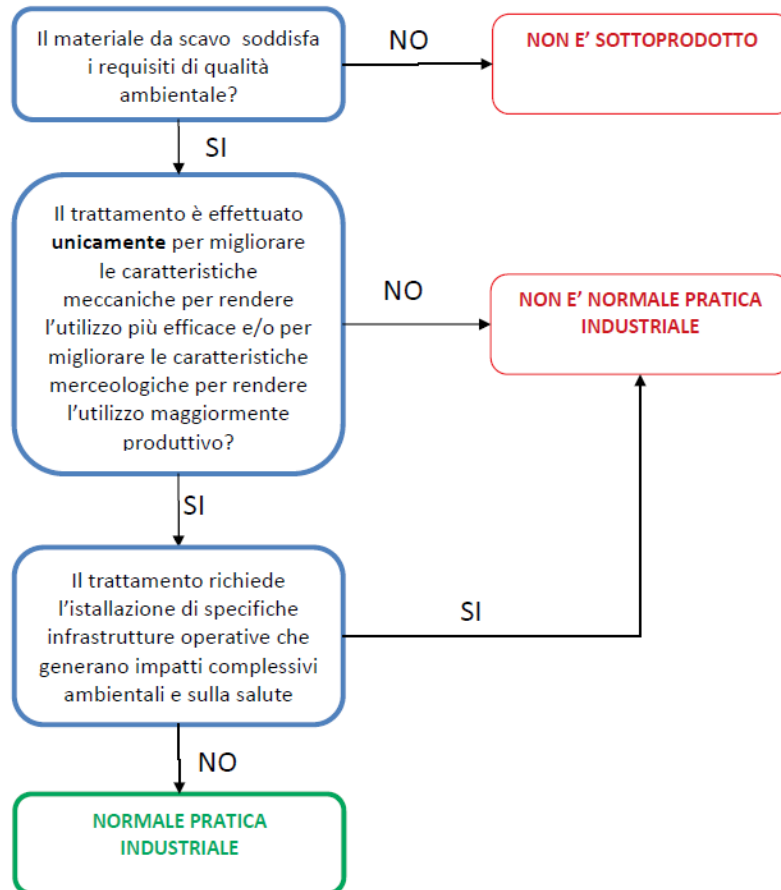 Il materiale da scavo soddisfa
i requisiti di qualità
ambientale?
NO
NON E’ SOTTOPRODOTTO
SI
Il trattamento è effettuato
unicamente per migliorare
le caratteristiche
meccaniche per rendere
l’utilizzo più efficace e/o per
migliorare le caratteristiche
merceologiche per rendere
l’utilizzo maggiormente
produttivo?
NO
NON E’ NORMALE PRATICA
INDUSTRIALE
SI
Il trattamento richiede
l’istallazione di specifiche
infrastrutture operative che
generano impatti complessivi
ambientali e sulla salute
SI
NO
NORMALE PRATICA
INDUSTRIALE